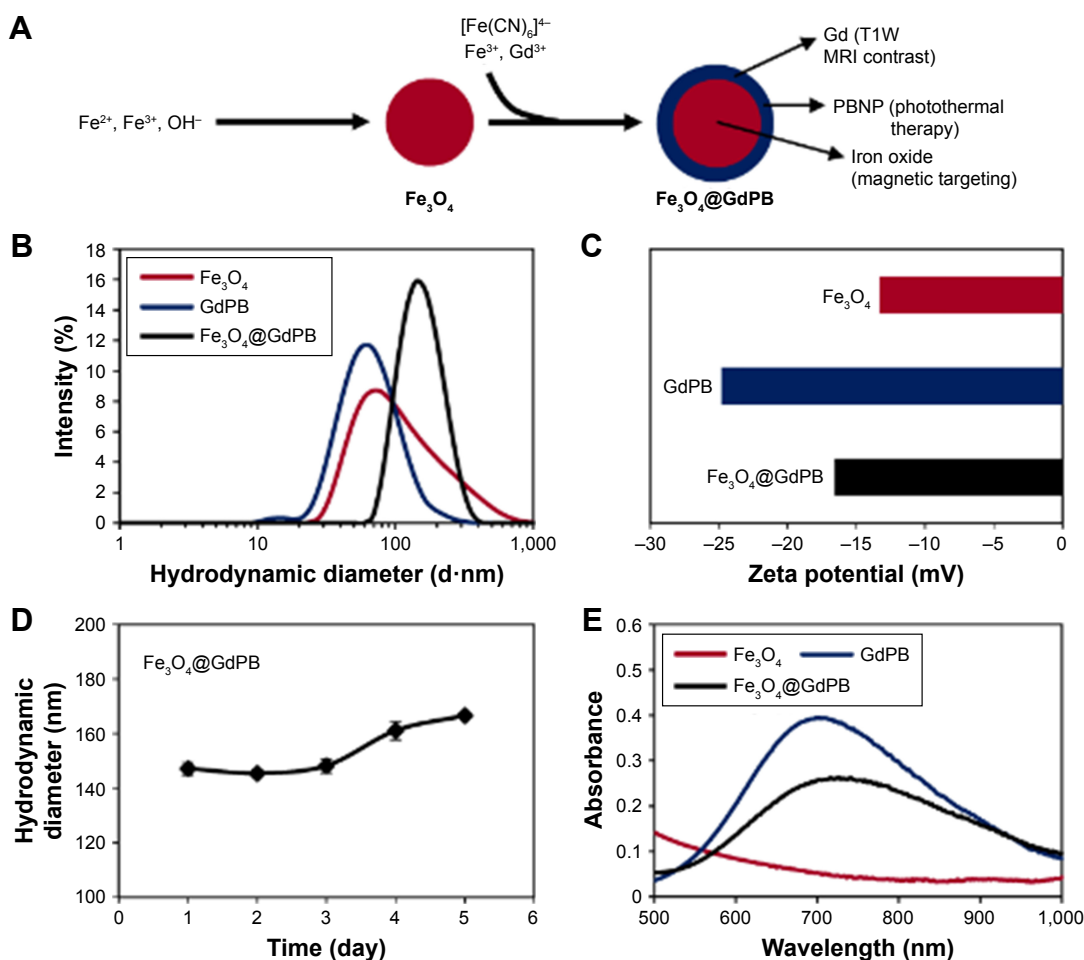 A
[Fe(CN)₆]⁴⁻
Fe³⁺, Gd³⁺
Fe²⁺, Fe³⁺, OH⁻
Fe₃O₄
Fe₃O₄@GdPB
Gd (T1W
MRI contrast)
PBNP (photothermal
therapy)
Iron oxide
(magnetic targeting)
B
Intensity (%)
18
16
14
12
10
8
6
4
2
0
Fe₃O₄
GdPB
Fe₃O₄@GdPB
1 10 100 1,000
Hydrodynamic diameter (d·nm)
C
Fe₃O₄
GdPB
Fe₃O₄@GdPB
–30 –25 –20 –15 –10 –5 0
Zeta potential (mV)
D
Hydrodynamic
diameter (nm)
200
180
160
140
120
100
Fe₃O₄@GdPB
0 1 2 3 4 5 6
Time (day)
E
Absorbance
0.6
0.5
0.4
0.3
0.2
0.1
0
Fe₃O₄ GdPB
Fe₃O₄@GdPB
500 600 700 800 900 1,000
Wavelength (nm)